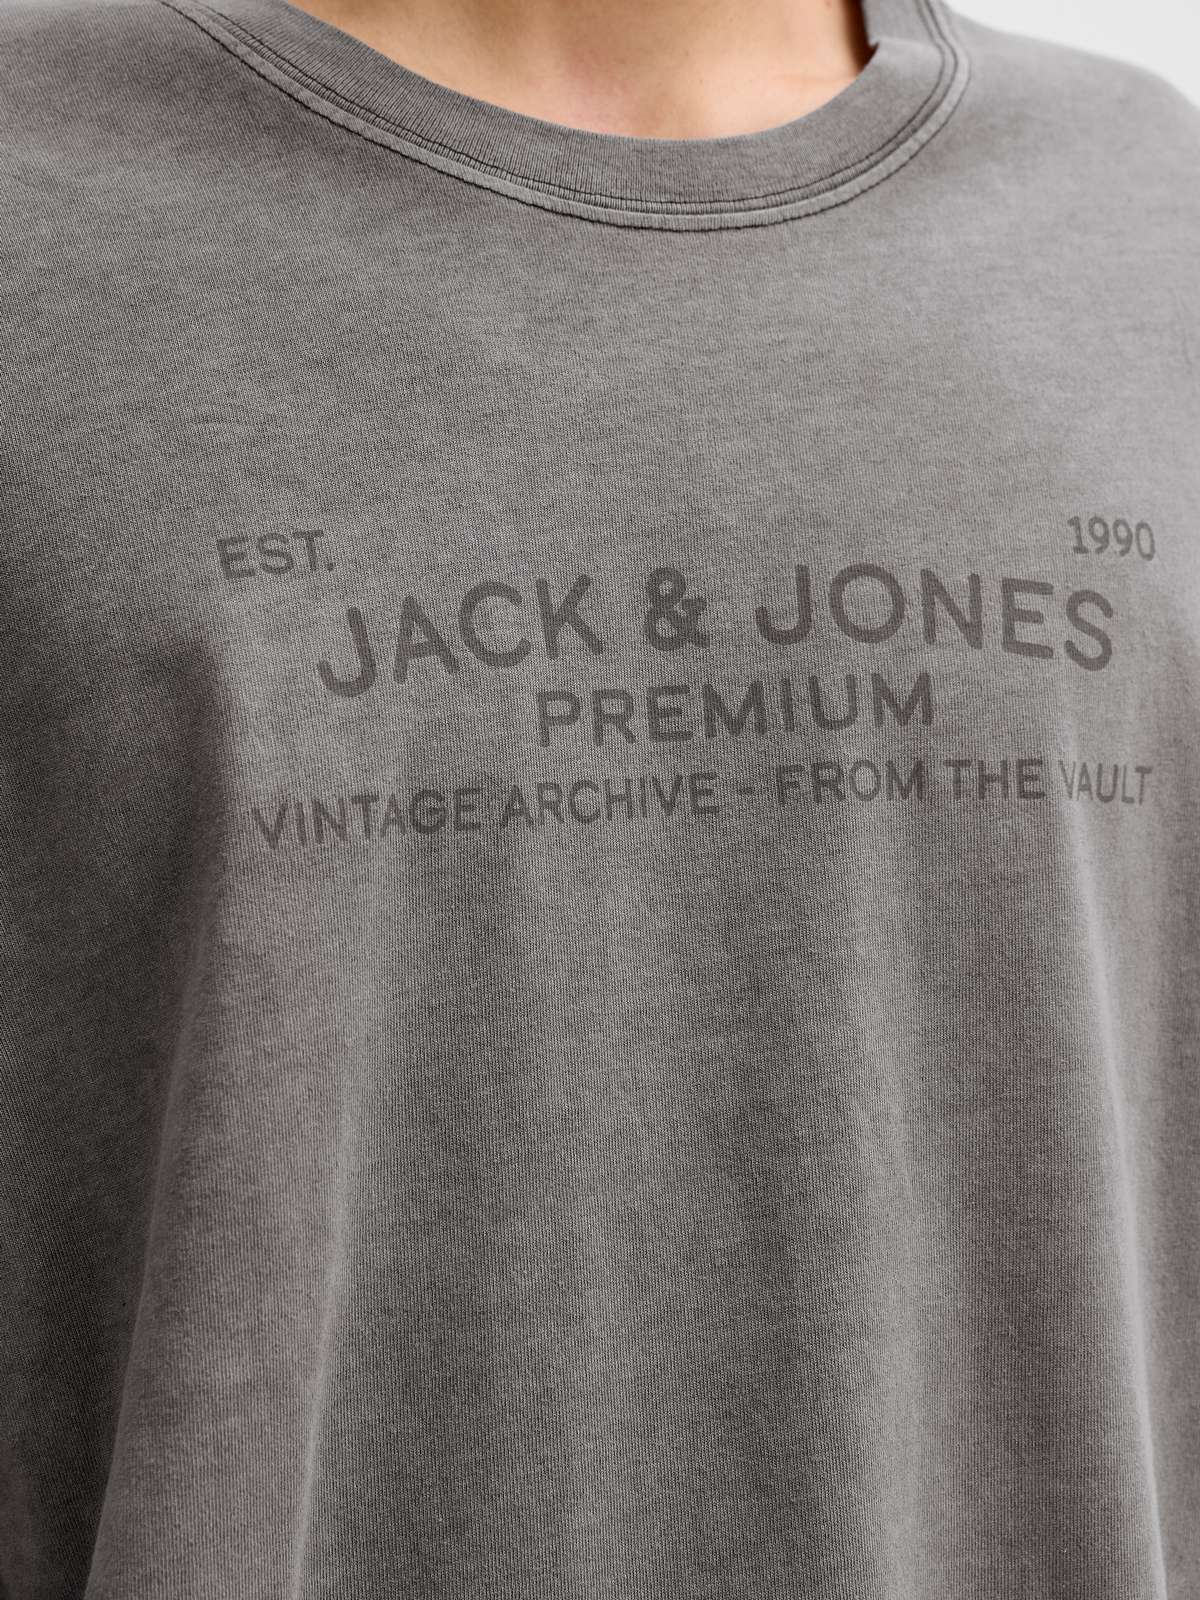 EST. 1990
JACK & JONES
PREMIUM
VINTAGE ARCHIVE - FROM THE VAULT